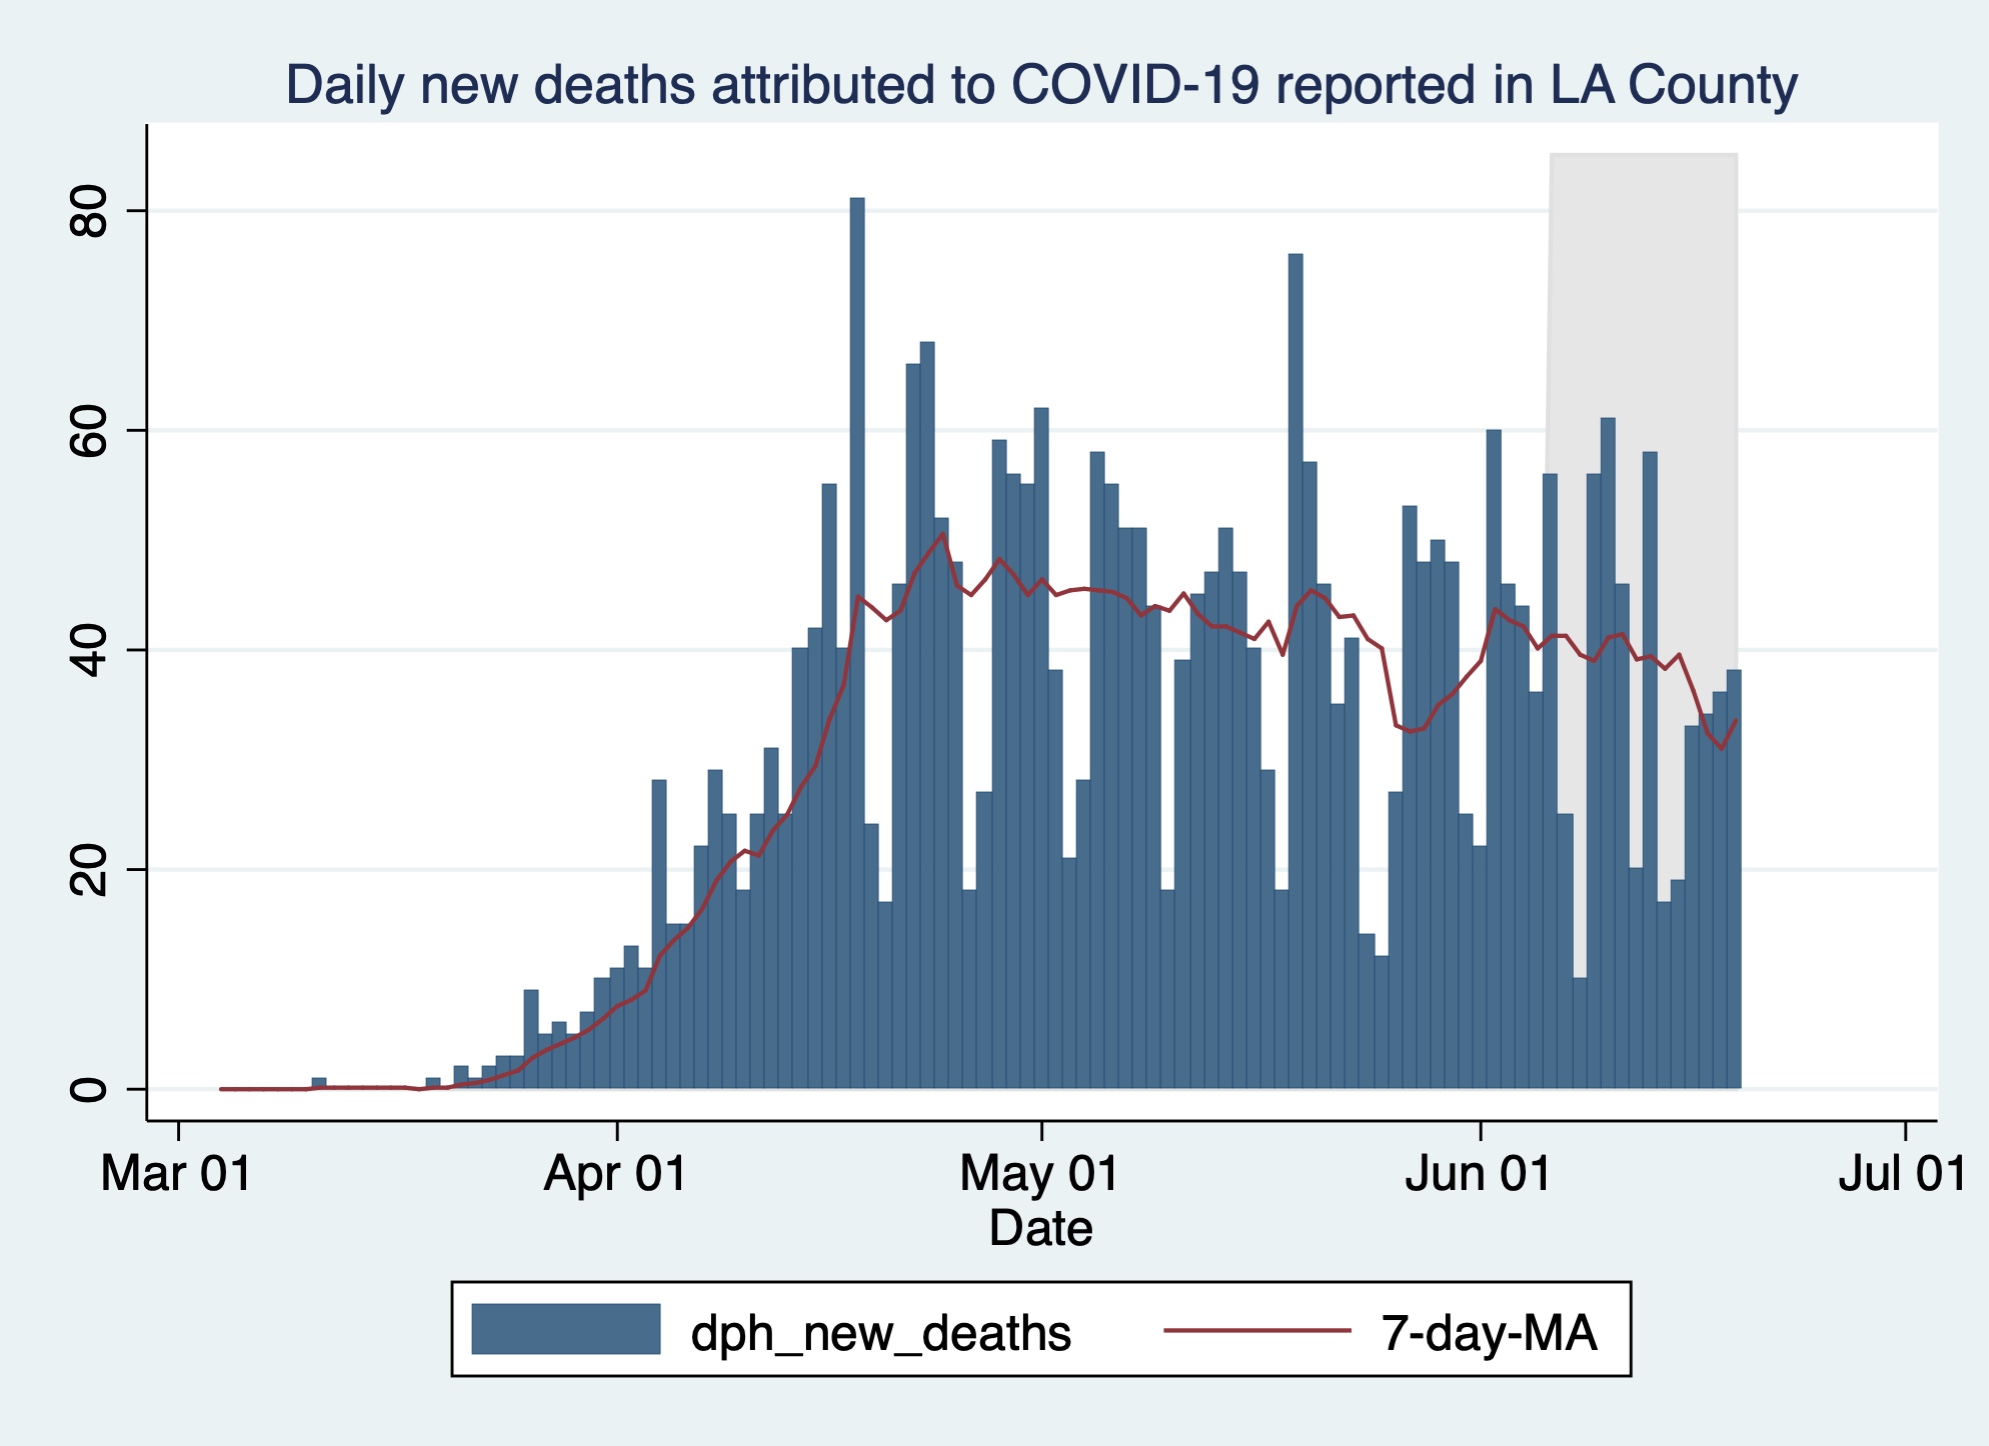 Daily new deaths attributed to COVID-19 reported in LA County
80
60
40
20
0
Mar 01 Apr 01 May 01 Jun 01 Jul 01
Date
dph_new_deaths 7-day-MA